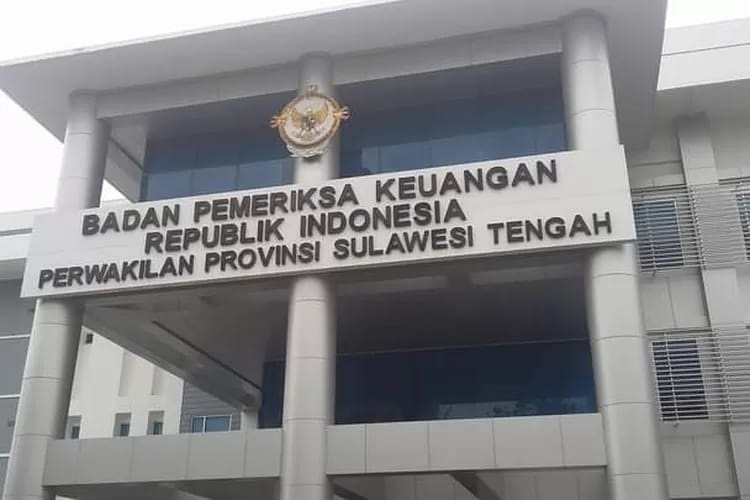 BADAN PEMERIKSA KEUANGAN
REPUBLIK INDONESIA
PERWAKILAN PROVINSI SULAWESI TENGAH